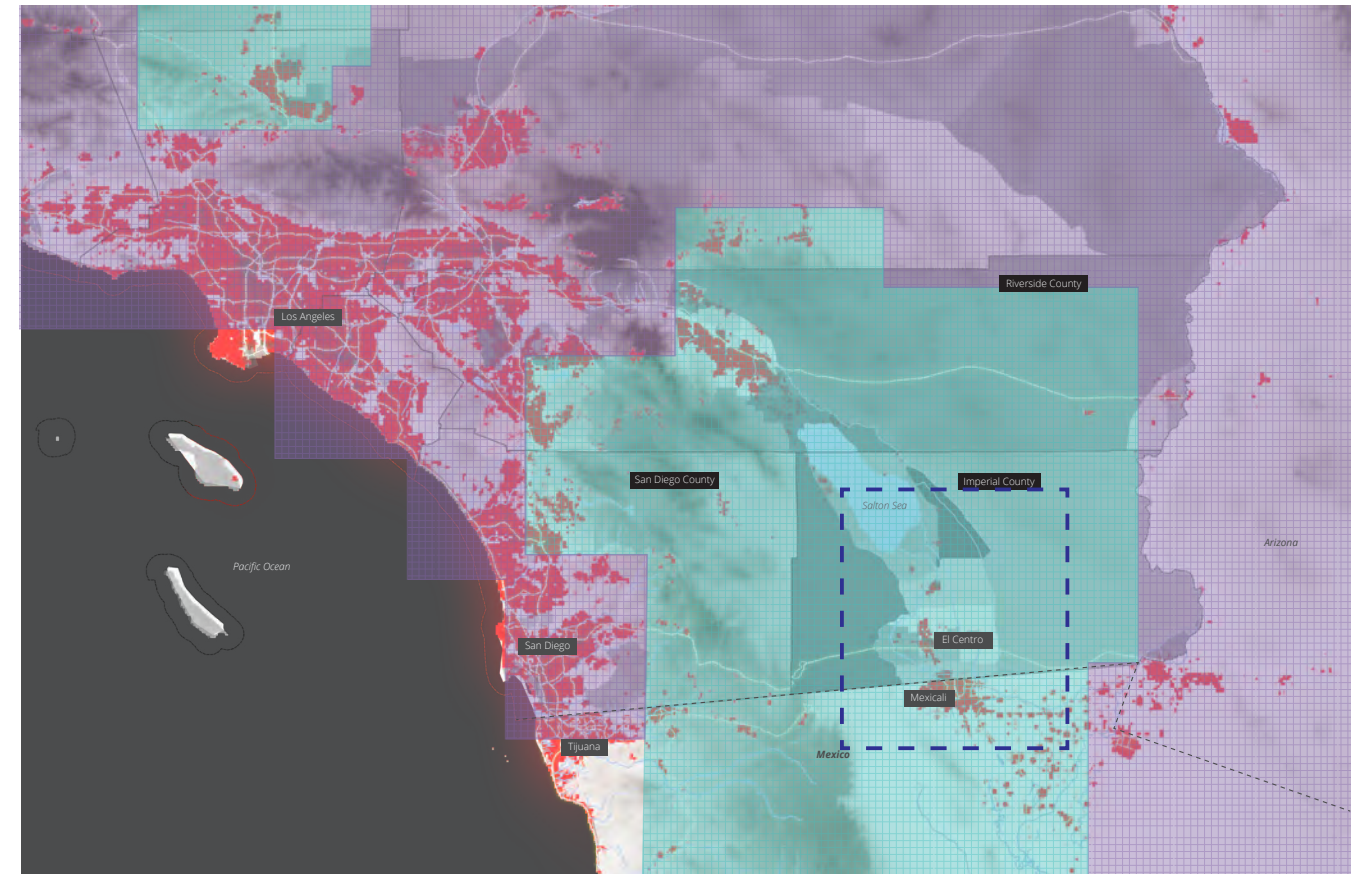 Riverside County
Los Angeles
San Diego County
Imperial County
Salton Sea
Arizona
Pacific Ocean
El Centro
San Diego
Mexicali
Tijuana
Mexico